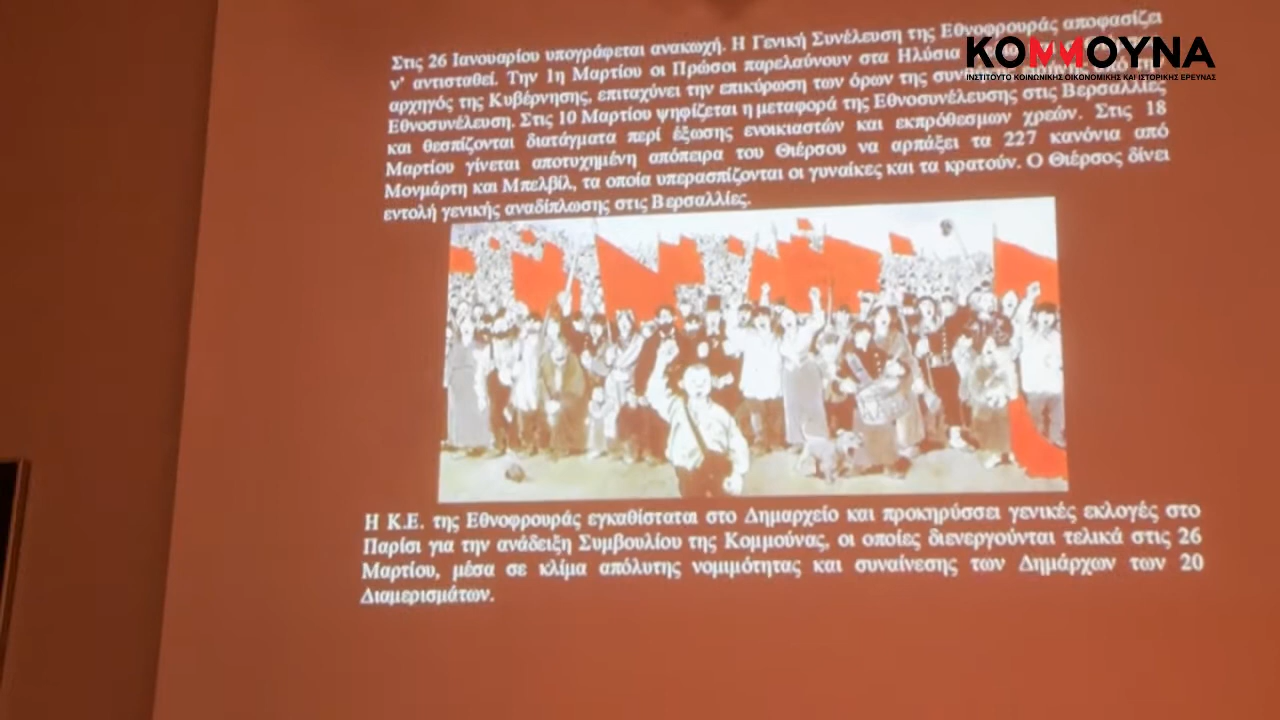 Στις 26 Ιανουαρίου υπογράφεται ανακωχή. Η Γενική Συνέλευση της Εθνοφρουράς αποφασίζει
ν' αντισταθεί. Την 1η Μαρτίου οι Πρώσοι παρελαύνουν στα Ηλύσια
αρχηγός της Κυβέρνησης, επιταχύνει την επικύρωση των όρων της
Εθνοσυνέλευση. Στις 10 Μαρτίου ψηφίζεται η μεταφορά της Εθνοσυνέλευσης στις Βερσαλλίες
και θεσπίζονται διατάγματα περί έξωσης ενοικιαστών και εκπρόθεσμων χρεών. Στις 18
Μαρτίου γίνεται αποτυχημένη απόπειρα του Θιέρσου να αρπάξει τα 227 κανόνια από
Μονμάρτη και Μπελβίλ, τα οποία υπερασπίζονται οι γυναίκες και τα κρατούν. Ο Θιέρσος δίνει
εντολή γενικής αναδίπλωσης στις Βερσαλλίες.
ΚΟΜΜΟΥΝΑ
ΙΝΣΤΙΤΟΥΤΟ ΚΟΙΝΩΝΙΚΗΣ ΟΙΚΟΝΟΜΙΚΗΣ ΚΑΙ ΙΣΤΟΡΙΚΗΣ ΕΡΕΥΝΑΣ
Η Κ.Ε. της Εθνοφρουράς εγκαθίσταται στο Δημαρχείο και προκηρύσσει γενικές εκλογές στο
Παρίσι για την ανάδειξη Συμβουλίου της Κομμούνας, οι οποίες διενεργούνται τελικά στις 26
Μαρτίου, μέσα σε κλίμα απόλυτης νομιμότητας και συναίνεσης των Δημάρχων των 20
Διαμερισμάτων.